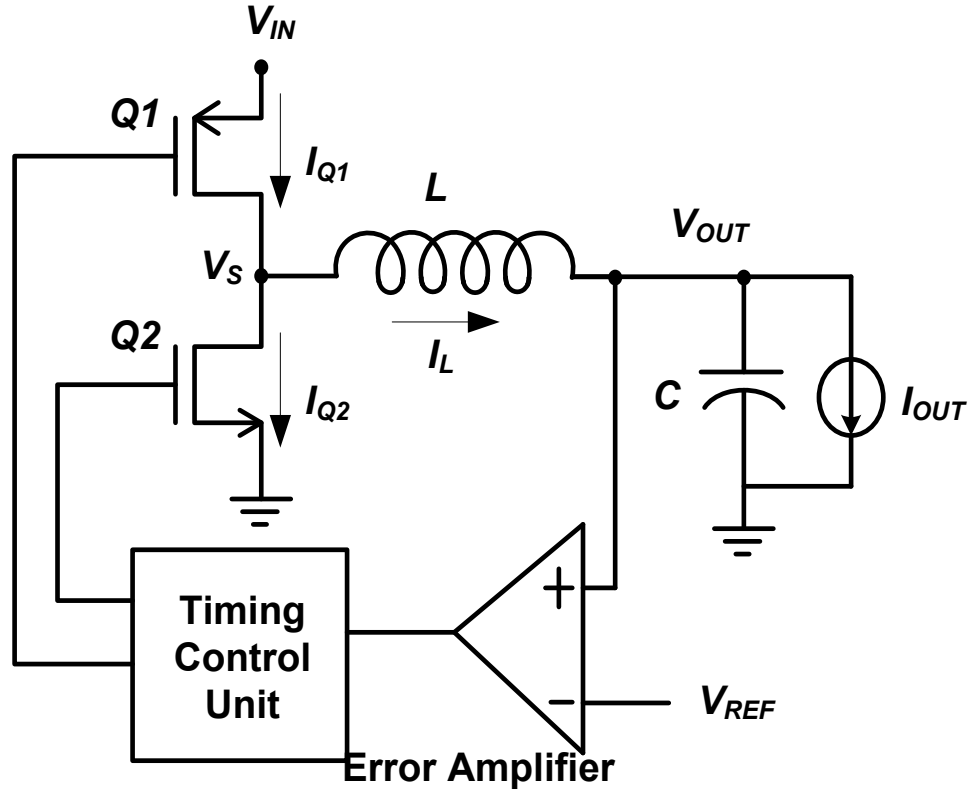 V_IN
Q1
I_Q1
L
V_OUT
V_S
Q2
I_L
I_Q2
C
I_OUT
+
Timing
Control
Unit
−
V_REF
Error Amplifier